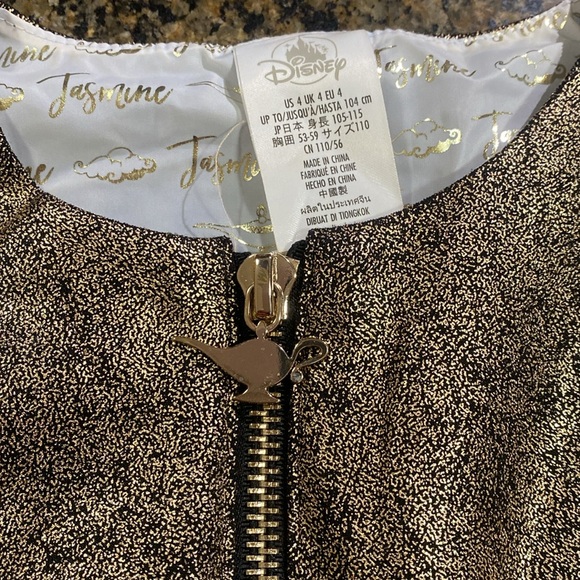 Jasmine
Jasmine
Jasmine
Disney
US 4 UK 4 EU 4
UP TO/JUSQU'À/HASTA 104 cm
JP日本 身長 105-115
胸囲 53-59 サイズ110
CN 110/56
MADE IN CHINA
FABRIQUÉ EN CHINE
HECHO EN CHINA
中國製
ผลิตในประเทศจีน
DIBUAT DI TIONGKOK